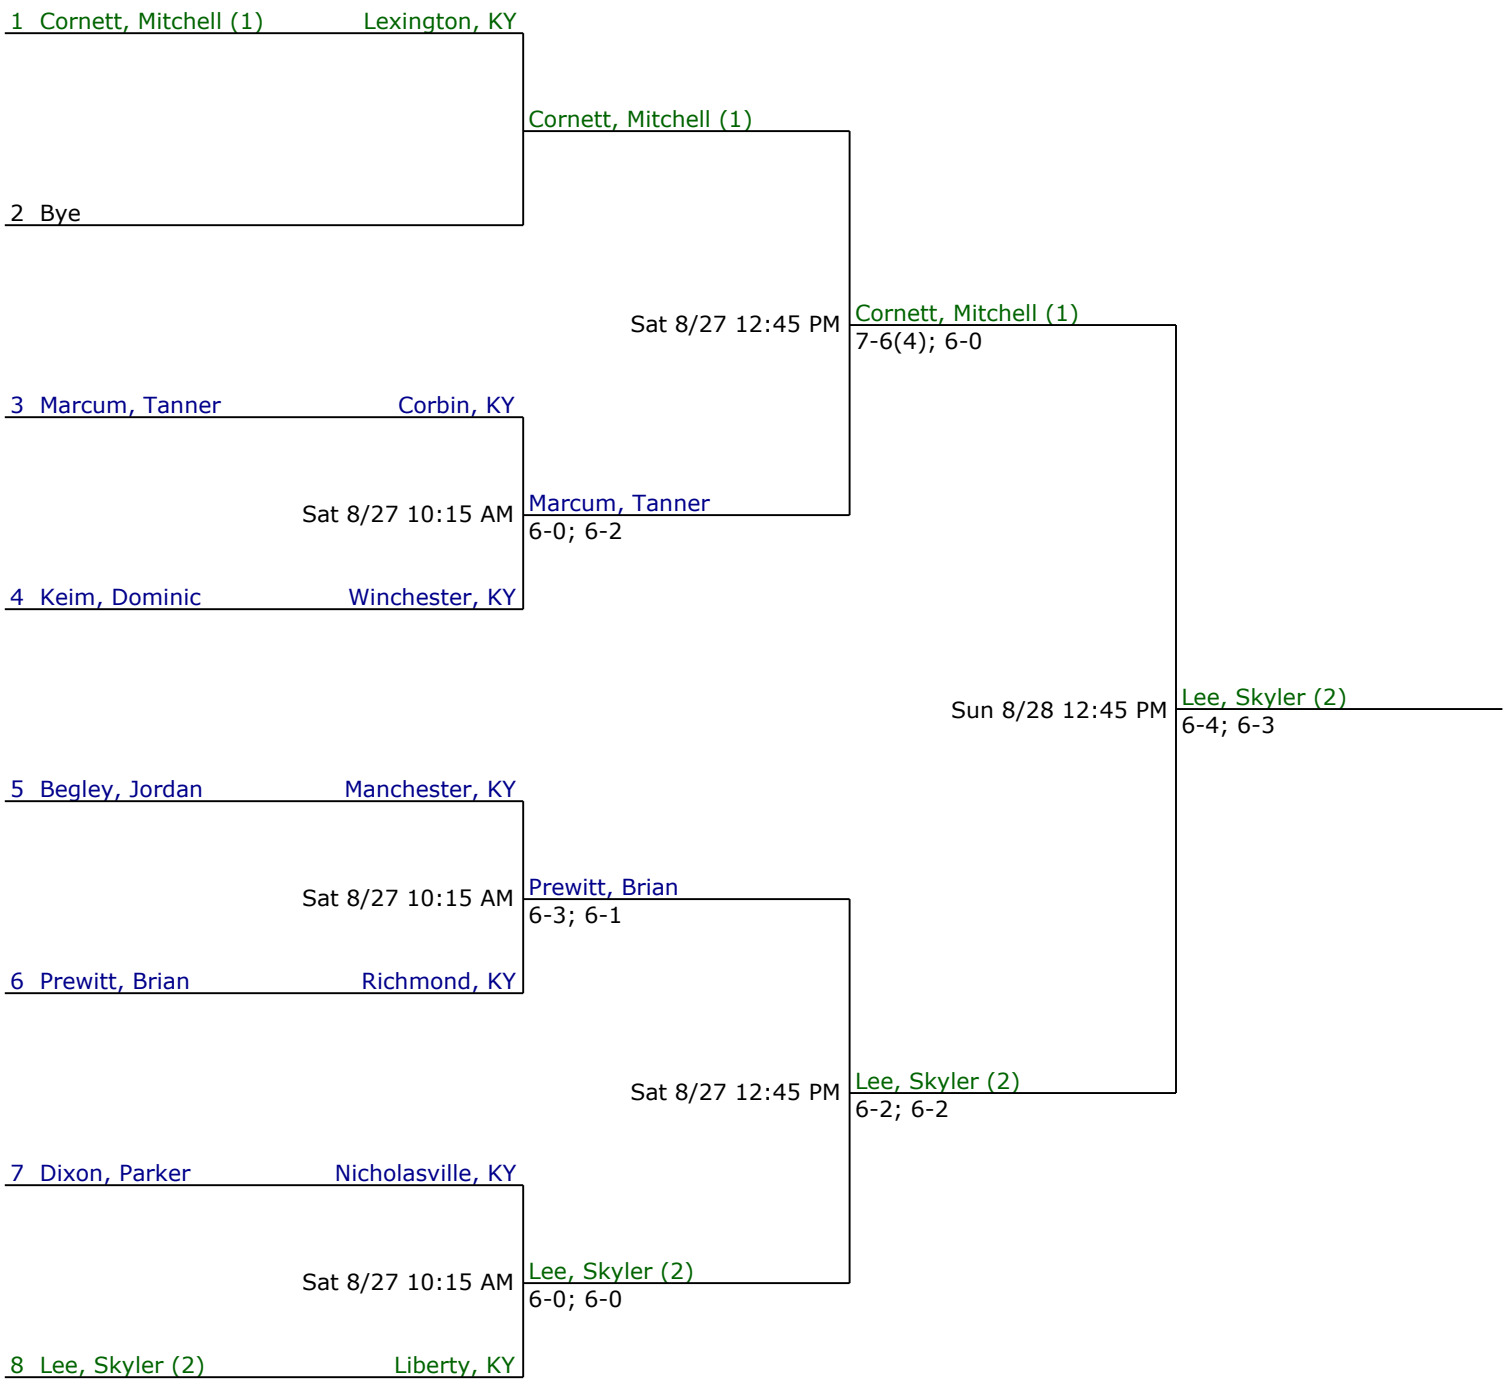 1 Cornett, Mitchell (1) Lexington, KY
Cornett, Mitchell (1)
2 Bye
Sat 8/27 12:45 PM
Cornett, Mitchell (1)
7-6(4); 6-0
3 Marcum, Tanner Corbin, KY
Sat 8/27 10:15 AM
Marcum, Tanner
6-0; 6-2
4 Keim, Dominic Winchester, KY
Sun 8/28 12:45 PM
Lee, Skyler (2)
6-4; 6-3
5 Begley, Jordan Manchester, KY
Sat 8/27 10:15 AM
Prewitt, Brian
6-3; 6-1
6 Prewitt, Brian Richmond, KY
Sat 8/27 12:45 PM
Lee, Skyler (2)
6-2; 6-2
7 Dixon, Parker Nicholasville, KY
Sat 8/27 10:15 AM
Lee, Skyler (2)
6-0; 6-0
8 Lee, Skyler (2) Liberty, KY